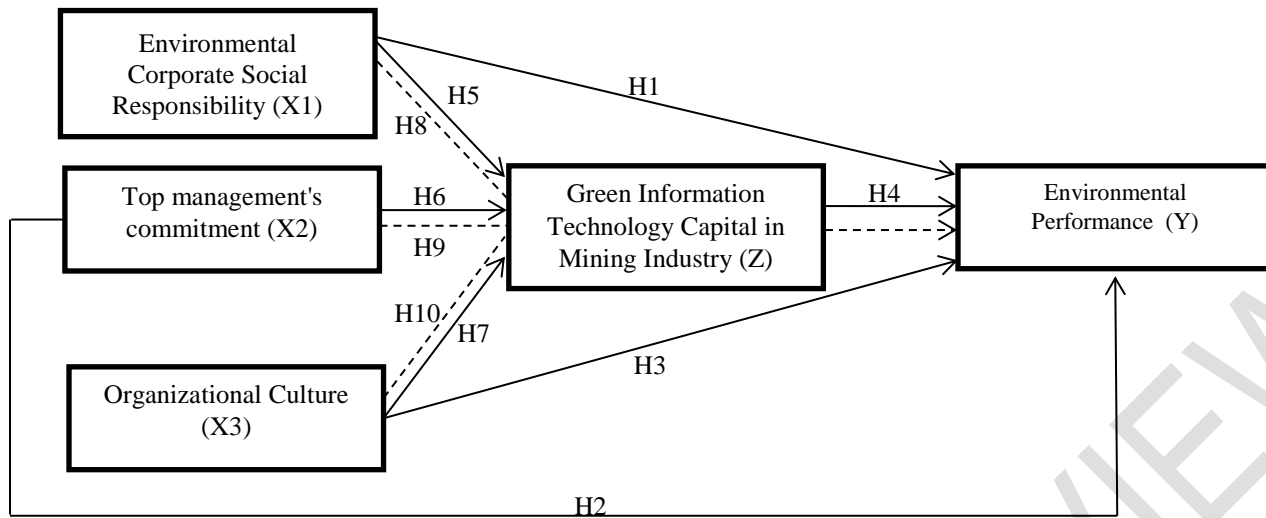 Environmental
Corporate Social
Responsibility (X1)
H1
H5
H8
Top management's
commitment (X2)
H6
H9
Green Information
Technology Capital in
Mining Industry (Z)
H4
Environmental
Performance (Y)
H10
H7
H3
Organizational Culture
(X3)
H2